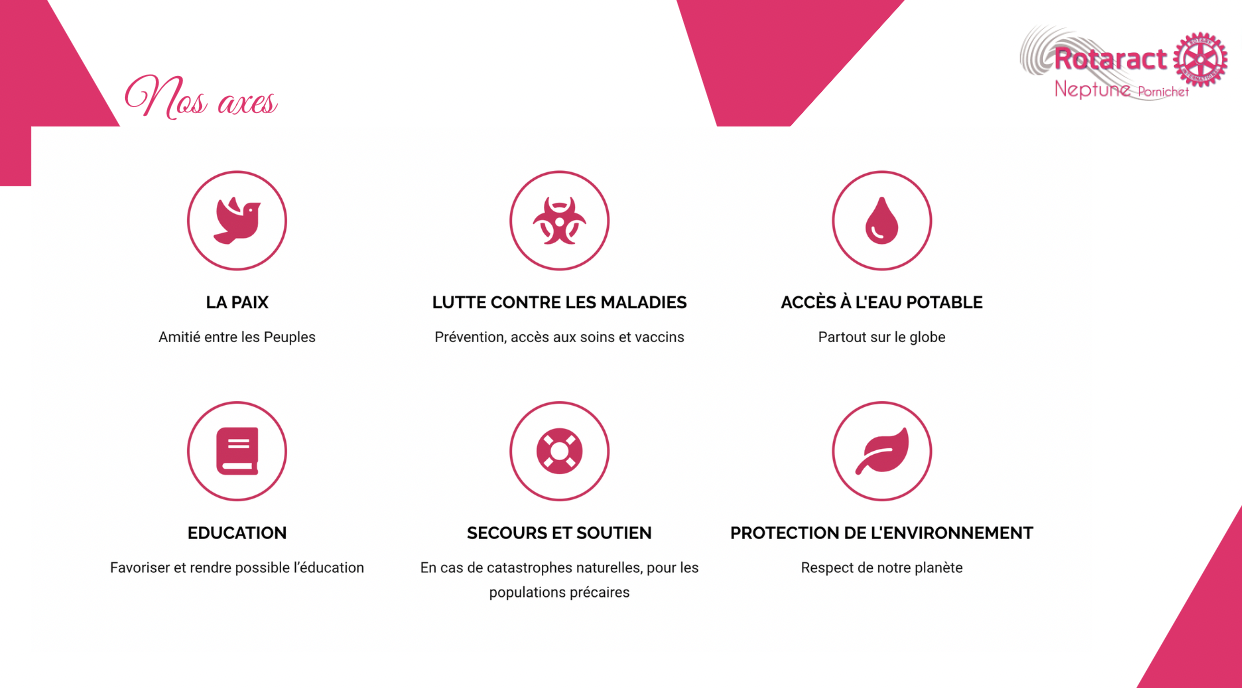 Nos axes
Rotaract
Neptune Pornichet
LA PAIX
Amitié entre les Peuples
LUTTE CONTRE LES MALADIES
Prévention, accès aux soins et vaccins
ACCÈS À L'EAU POTABLE
Partout sur le globe
EDUCATION
Favoriser et rendre possible l’éducation
SECOURS ET SOUTIEN
En cas de catastrophes naturelles, pour les
populations précaires
PROTECTION DE L'ENVIRONNEMENT
Respect de notre planète